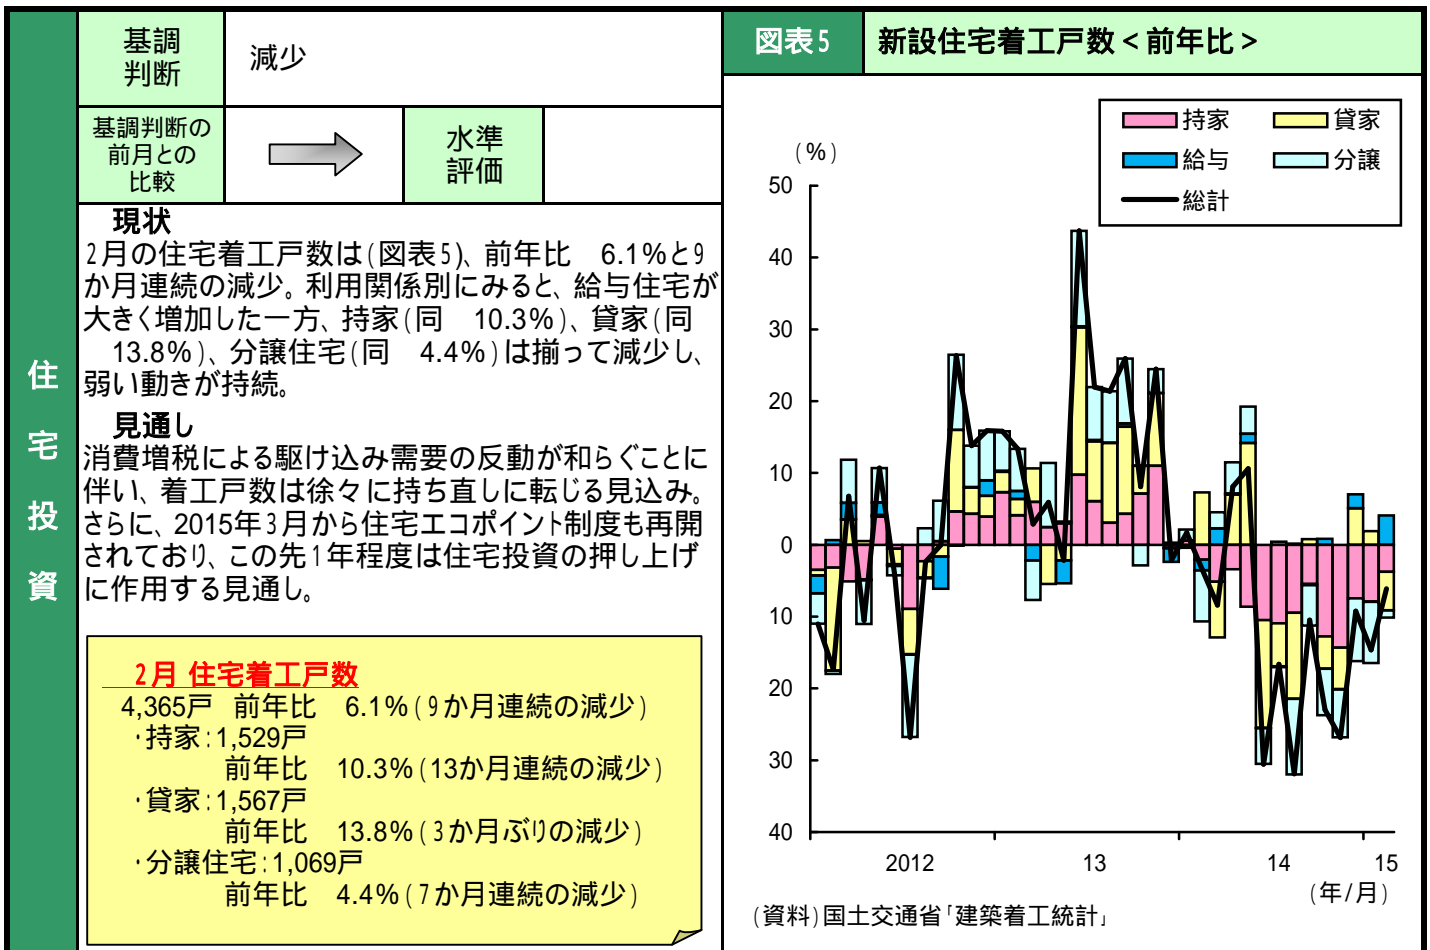 住宅投資
基調
判断
減少
基調判断の
前月との
比較
水準
評価
現状
2月の住宅着工戸数は(図表5)、前年比 6.1%と9
か月連続の減少。利用関係別にみると、給与住宅が
大きく増加した一方、持家(同 10.3%)、貸家(同
13.8%)、分譲住宅(同 4.4%)は揃って減少し、
弱い動きが持続。
見通し
消費増税による駆け込み需要の反動が和らぐことに
伴い、着工戸数は徐々に持ち直しに転じる見込み。
さらに、2015年3月から住宅エコポイント制度も再開
されており、この先1年程度は住宅投資の押し上げ
に作用する見通し。
2月 住宅着工戸数
4,365戸 前年比 6.1%(9か月連続の減少)
・持家:1,529戸
前年比 10.3%(13か月連続の減少)
・貸家:1,567戸
前年比 13.8%(3か月ぶりの減少)
・分譲住宅:1,069戸
前年比 4.4%(7か月連続の減少)
図表5 新設住宅着工戸数<前年比>
持家 貸家
給与 分譲
総計
(%)
50
40
30
20
10
0
10
20
30
40
2012 13 14 15
(年/月)
(資料)国土交通省「建築着工統計」